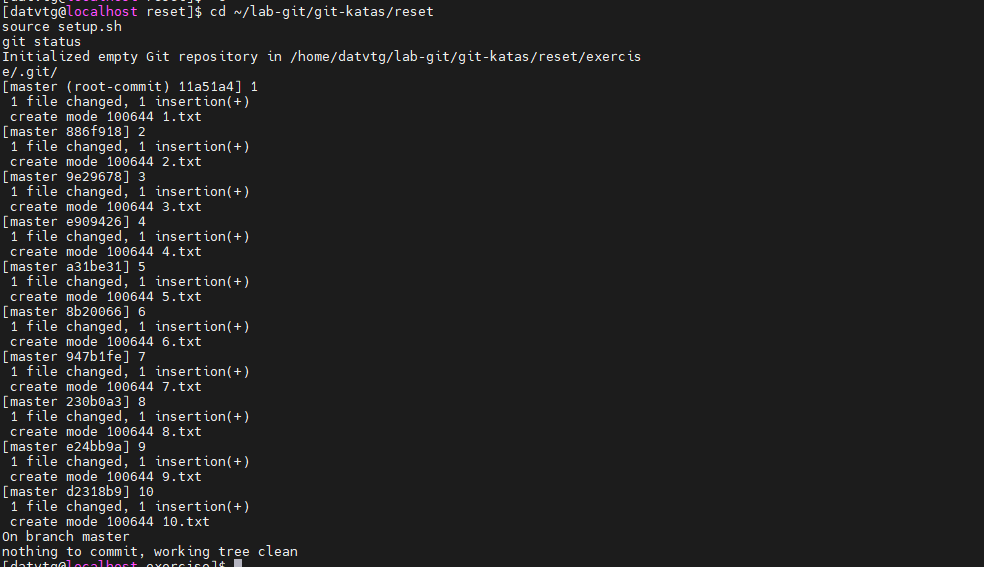 [datvtg@localhost reset]$ cd ~/lab-git/git-katas/reset
source setup.sh
git status
Initialized empty Git repository in /home/datvtg/lab-git/git-katas/reset/exercis
e/.git/
[master (root-commit) 11a51a4] 1
 1 file changed, 1 insertion(+)
 create mode 100644 1.txt
[master 886f918] 2
 1 file changed, 1 insertion(+)
 create mode 100644 2.txt
[master 9e29678] 3
 1 file changed, 1 insertion(+)
 create mode 100644 3.txt
[master e909426] 4
 1 file changed, 1 insertion(+)
 create mode 100644 4.txt
[master a31be31] 5
 1 file changed, 1 insertion(+)
 create mode 100644 5.txt
[master 8b20066] 6
 1 file changed, 1 insertion(+)
 create mode 100644 6.txt
[master 947b1fe] 7
 1 file changed, 1 insertion(+)
 create mode 100644 7.txt
[master 230b0a3] 8
 1 file changed, 1 insertion(+)
 create mode 100644 8.txt
[master e24bb9a] 9
 1 file changed, 1 insertion(+)
 create mode 100644 9.txt
[master d2318b9] 10
 1 file changed, 1 insertion(+)
 create mode 100644 10.txt
On branch master
nothing to commit, working tree clean
[datvtg@localhost exercise]$